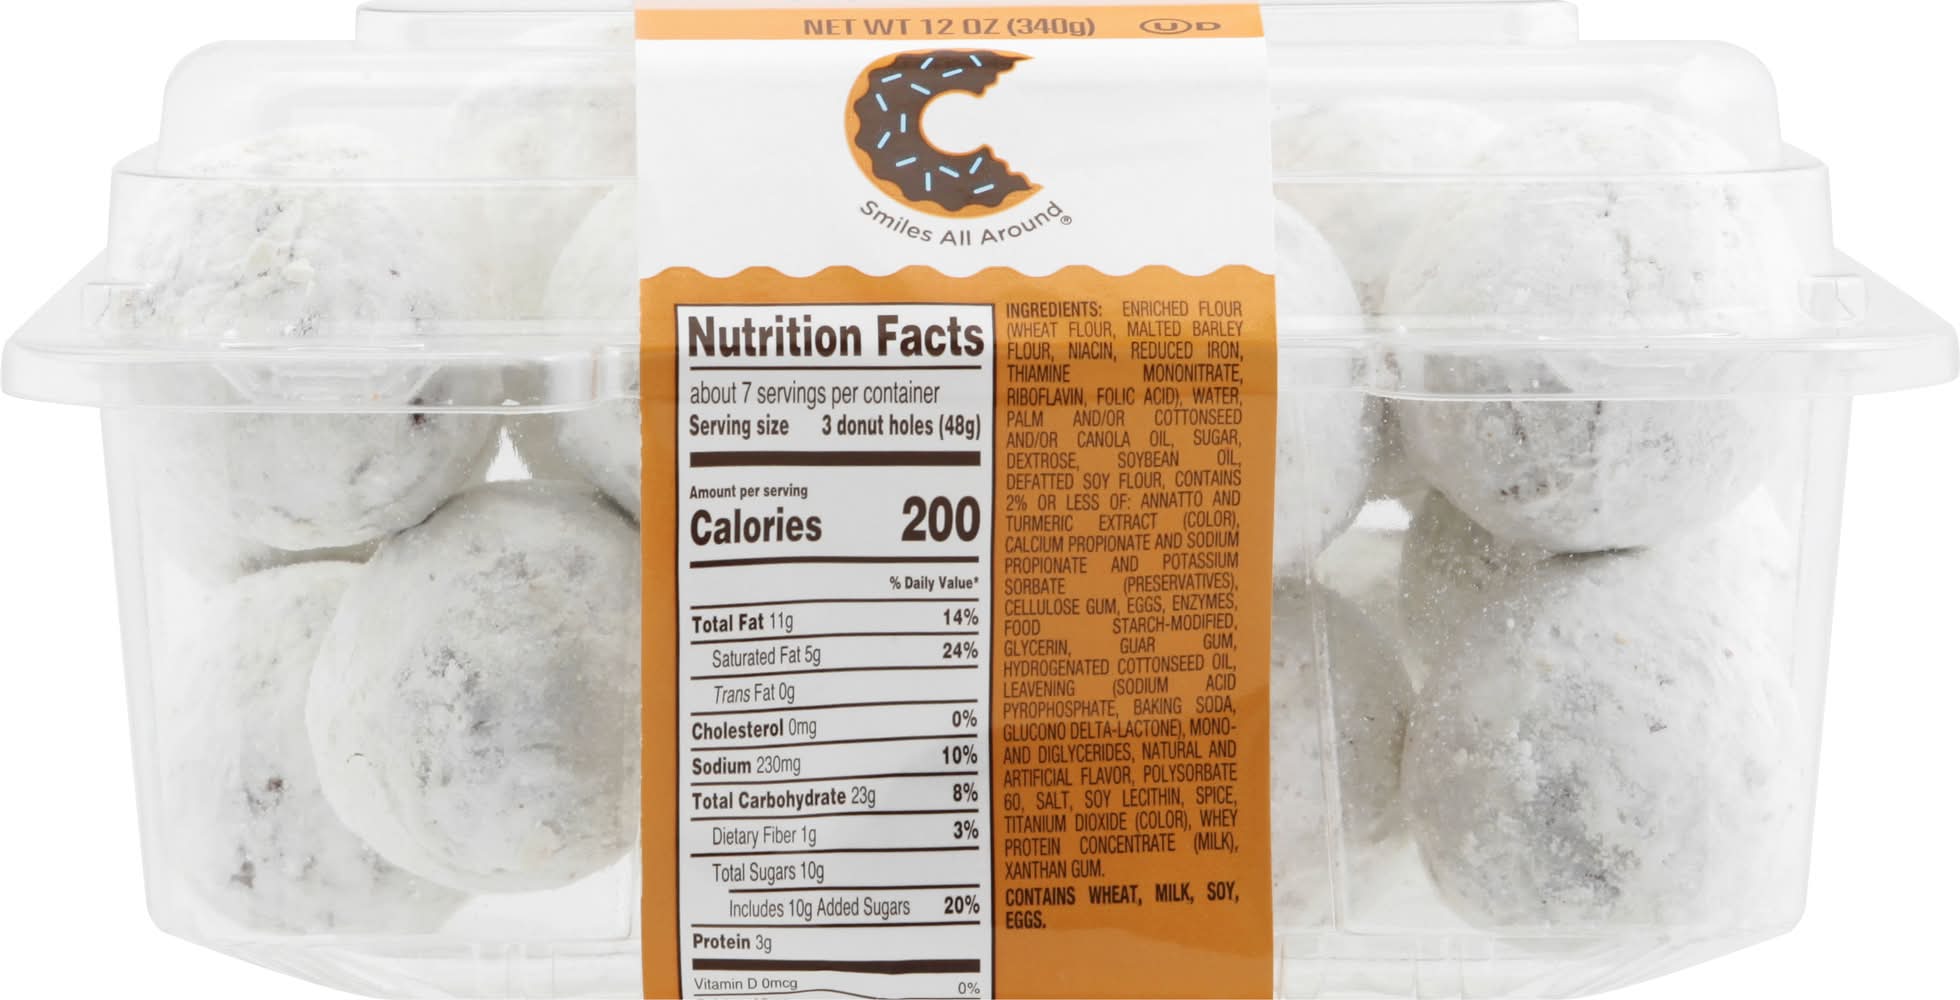 NET WT 12 OZ (340g) U D
Smiles All Around®
Nutrition Facts
about 7 servings per container
Serving size 3 donut holes (48g)
Amount per serving
Calories 200
% Daily Value*
Total Fat 11g 14%
Saturated Fat 5g 24%
Trans Fat 0g
Cholesterol 0mg 0%
Sodium 230mg 10%
Total Carbohydrate 23g 8%
Dietary Fiber 1g 3%
Total Sugars 10g
Includes 10g Added Sugars 20%
Protein 3g
Vitamin D 0mcg 0%
INGREDIENTS: ENRICHED FLOUR
(WHEAT FLOUR, MALTED BARLEY
FLOUR, NIACIN, REDUCED IRON,
THIAMINE MONONITRATE,
RIBOFLAVIN, FOLIC ACID), WATER,
PALM AND/OR COTTONSEED
AND/OR CANOLA OIL, SUGAR,
DEXTROSE, SOYBEAN OIL,
DEFATTED SOY FLOUR, CONTAINS
2% OR LESS OF: ANNATTO AND
TURMERIC EXTRACT (COLOR),
CALCIUM PROPIONATE AND SODIUM
PROPIONATE AND POTASSIUM
SORBATE (PRESERVATIVES),
CELLULOSE GUM, EGGS, ENZYMES,
FOOD STARCH-MODIFIED,
GLYCERIN, GUAR GUM,
HYDROGENATED COTTONSEED OIL,
LEAVENING (SODIUM ACID
PYROPHOSPHATE, BAKING SODA,
GLUCONO DELTA-LACTONE), MONO-
AND DIGLYCERIDES, NATURAL AND
ARTIFICIAL FLAVOR, POLYSORBATE
60, SALT, SOY LECITHIN, SPICE,
TITANIUM DIOXIDE (COLOR), WHEY
PROTEIN CONCENTRATE (MILK),
XANTHAN GUM.
CONTAINS WHEAT, MILK, SOY,
EGGS.